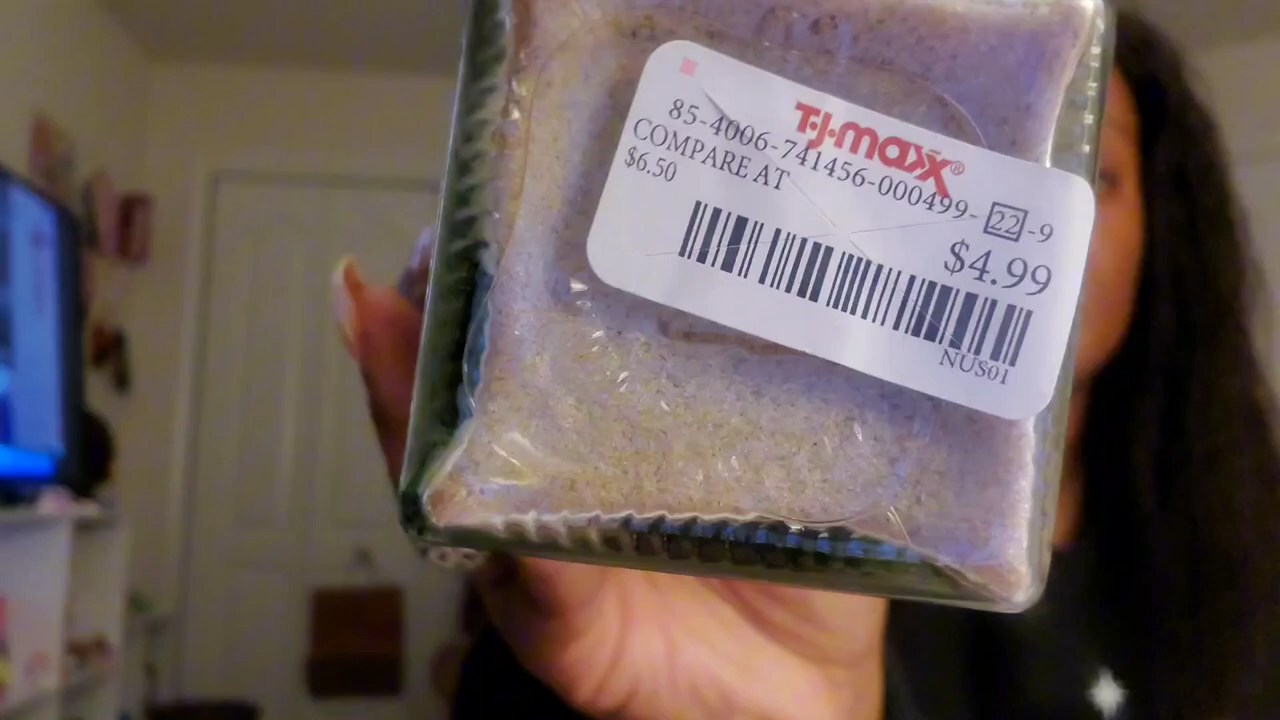 T·J·maxx®
85-4006-741456-000499-22-9
COMPARE AT
$6.50
$4.99
NUS01